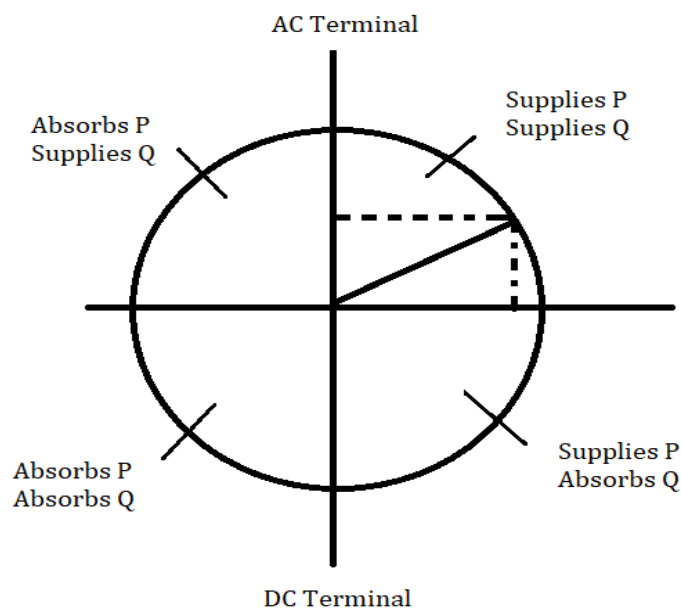 AC Terminal
Absorbs P
Supplies Q
Supplies P
Supplies Q
Absorbs P
Absorbs Q
Supplies P
Absorbs Q
DC Terminal